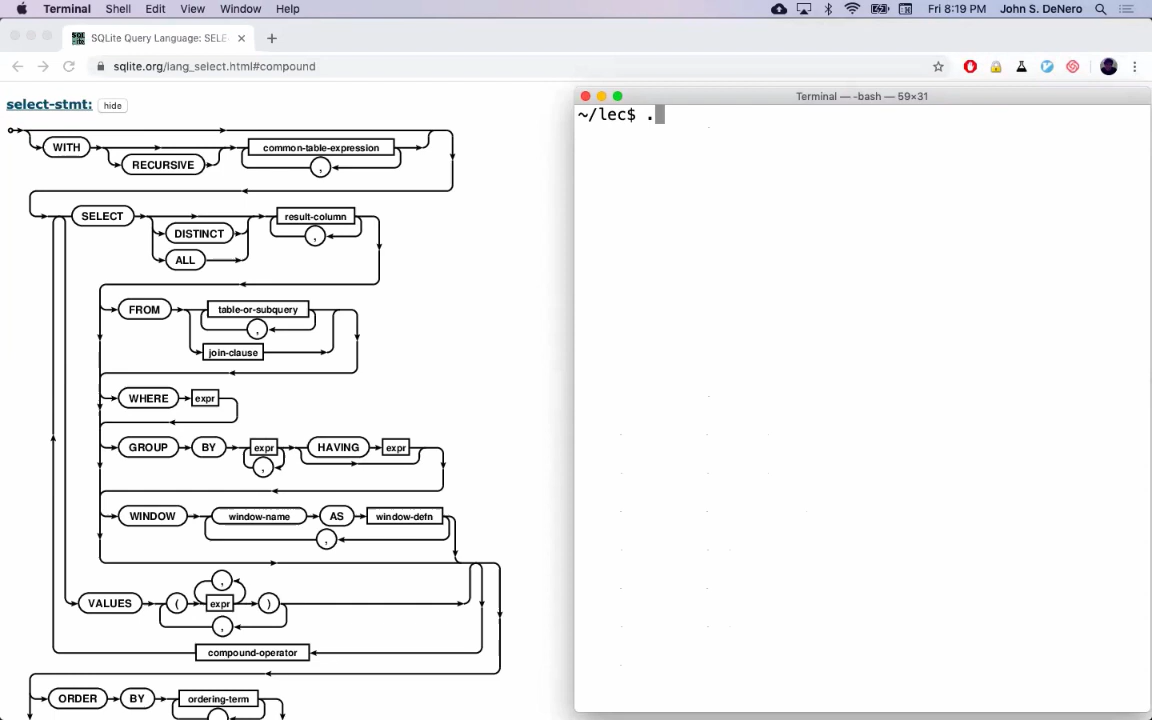 Terminal Shell Edit View Window Help Fri 8:19 PM John S. DeNero
SQLite Query Language: SELE
sqlite.org/lang_select.html#compound
select-stmt: hide
WITH RECURSIVE common-table-expression ,
SELECT DISTINCT ALL result-column ,
FROM table-or-subquery , join-clause
WHERE expr
GROUP BY expr , HAVING expr
WINDOW window-name AS window-defn ,
VALUES ( expr ) , ,
compound-operator
ORDER BY ordering-term
Terminal — -bash — 59×31
~/lec$ .